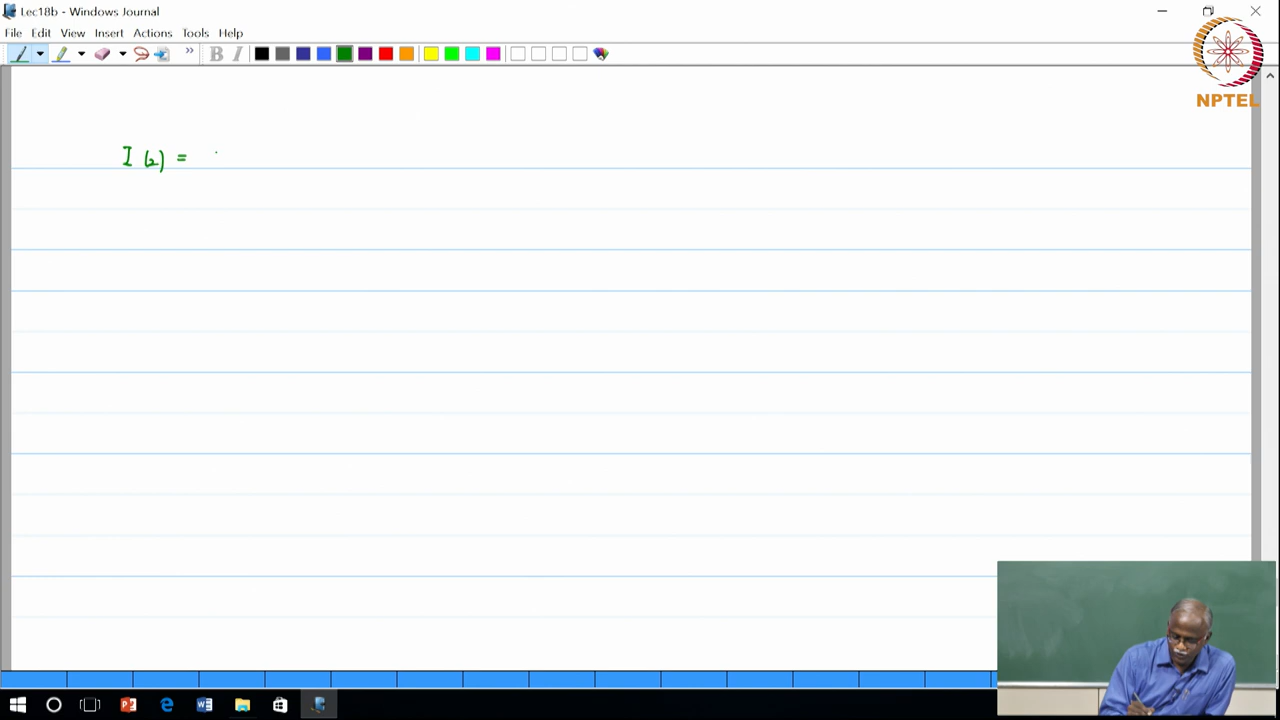 Lec18b - Windows Journal
File Edit View Insert Actions Tools Help
B I
NPTEL
I (z) =